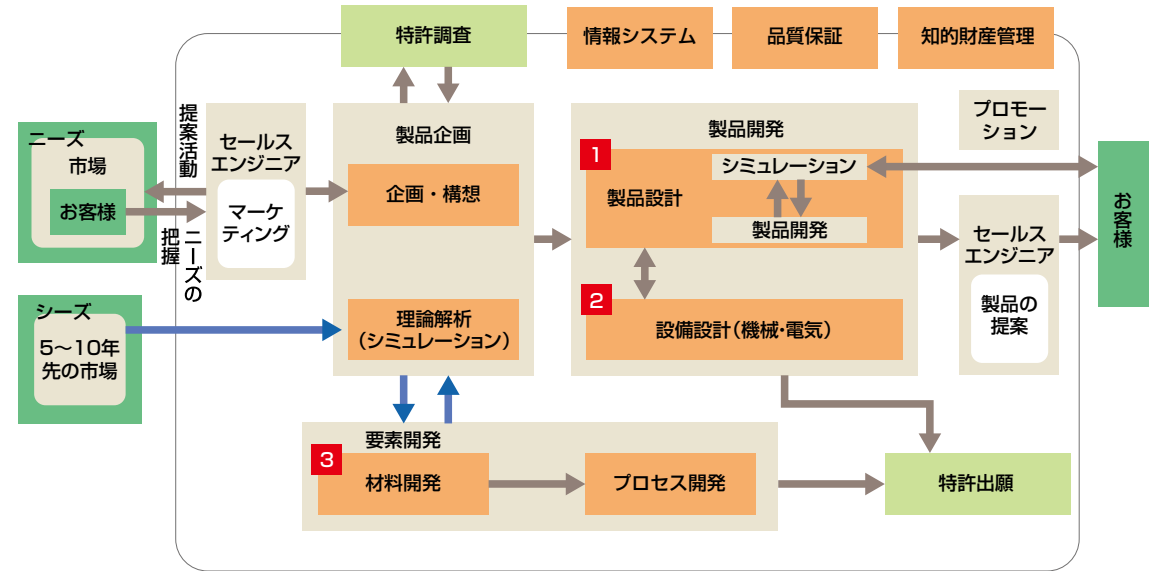 特許調査
情報システム
品質保証
知的財産管理
ニーズ
市場
お客様
提案活動
ニーズの
把握
セールス
エンジニア
マーケ
ティング
製品企画
企画・構想
理論解析
（シミュレーション）
製品開発
1
製品設計
シミュレーション
製品開発
2
設備設計（機械・電気）
プロモー
ション
セールス
エンジニア
製品の
提案
お客様
シーズ
5〜10年
先の市場
要素開発
3
材料開発
プロセス開発
特許出願